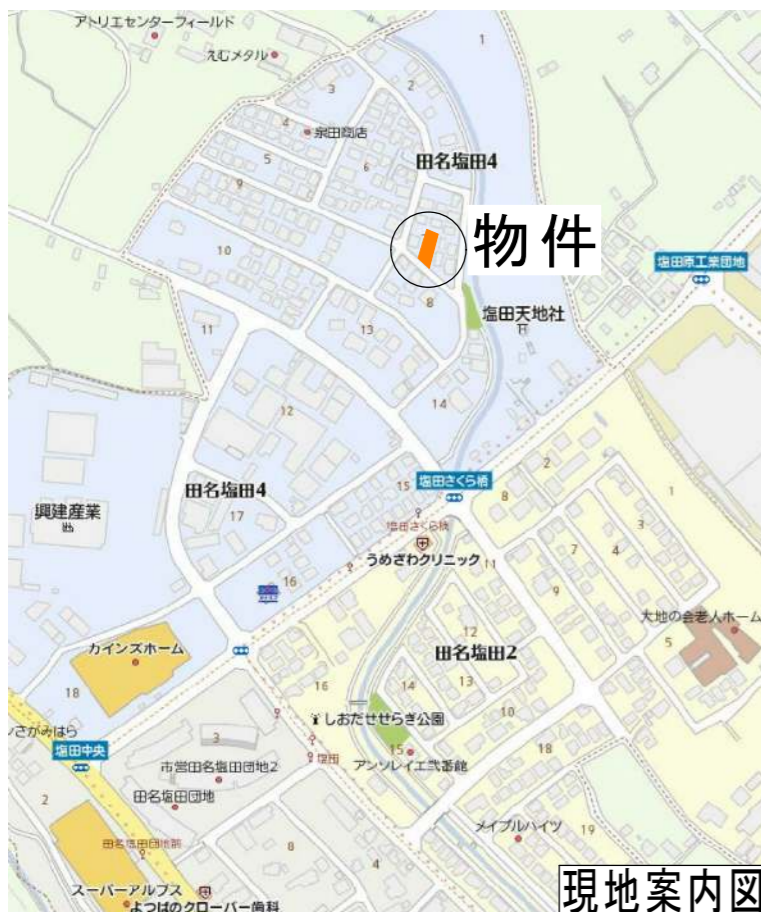 アトリエセンターフィールド
えむメタル
1
2
3
4
泉田商店
5
6
田名塩田4
9
物件
10
塩田原工業団地
8
塩田天地社
11
13
14
12
2
塩田さくら橋
15
8
1
田名塩田4
3
17
興建産業
塩田さくら橋
7
4
うめざわクリニック
11
16
9
12
大地の会老人ホーム
田名塩田2
カインズホーム
5
13
16
14
18
10
しおだせせらぎ公園
さがみはら
3
塩田中央
塩田
15
18
市営田名塩田団地2
アンソレイエ弐番館
2
田名塩田団地
メイプルハイツ
19
田名塩田団地前
8
4
スーパーアルプス
よつばのクローバー歯科
現地案内図